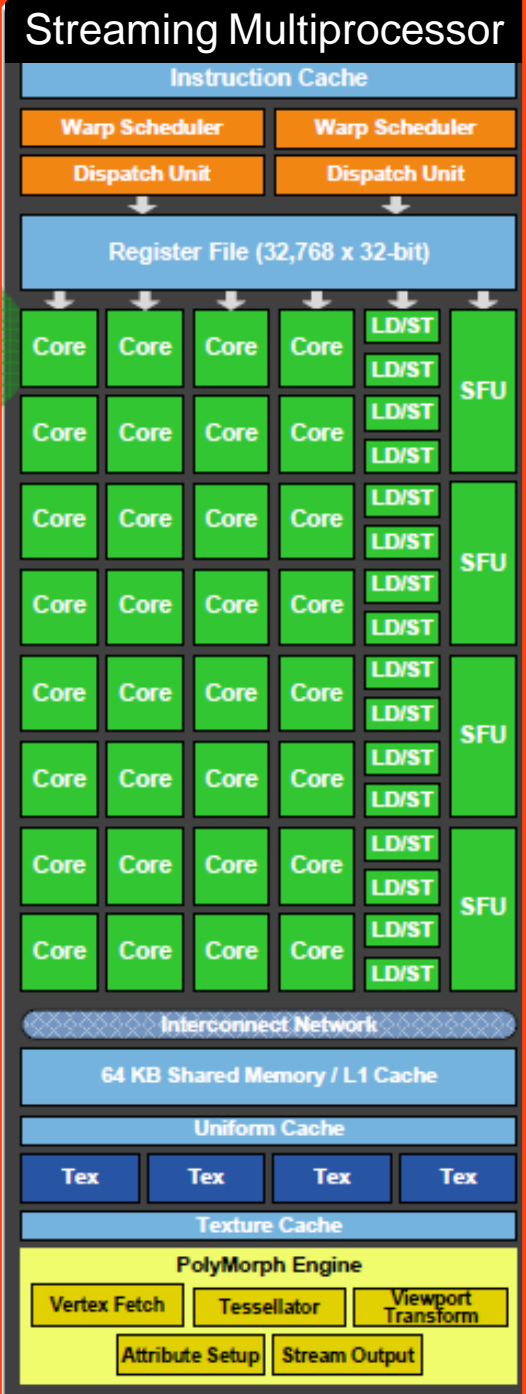 Streaming Multiprocessor
Instruction Cache
Warp Scheduler Warp Scheduler
Dispatch Unit Dispatch Unit
Register File (32,768 x 32-bit)
Core Core Core Core LD/ST LD/ST SFU
Core Core Core Core LD/ST LD/ST
Core Core Core Core LD/ST LD/ST SFU
Core Core Core Core LD/ST LD/ST
Core Core Core Core LD/ST LD/ST SFU
Core Core Core Core LD/ST LD/ST
Core Core Core Core LD/ST LD/ST SFU
Core Core Core Core LD/ST LD/ST
Interconnect Network
64 KB Shared Memory / L1 Cache
Uniform Cache
Tex Tex Tex Tex
Texture Cache
PolyMorph Engine
Vertex Fetch Tessellator Viewport Transform
Attribute Setup Stream Output